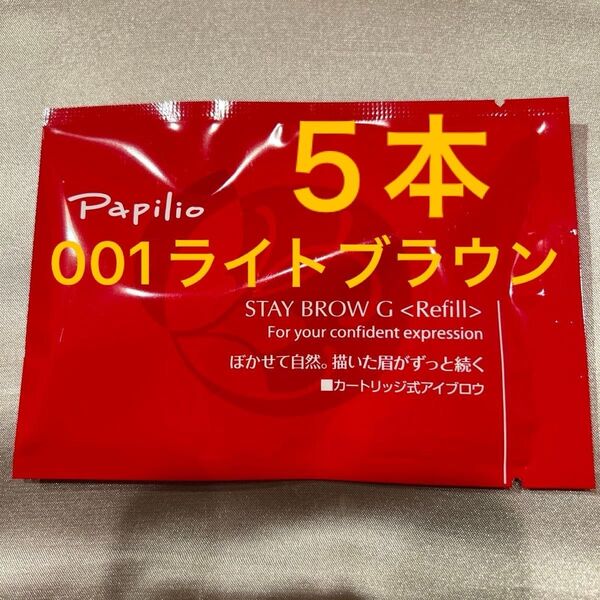 5本
Papilio
001ライトブラウン
STAY BROW G <Refill>
For your confident expression
ぼかせて自然。描いた眉がずっと続く
■カートリッジ式アイブロウ